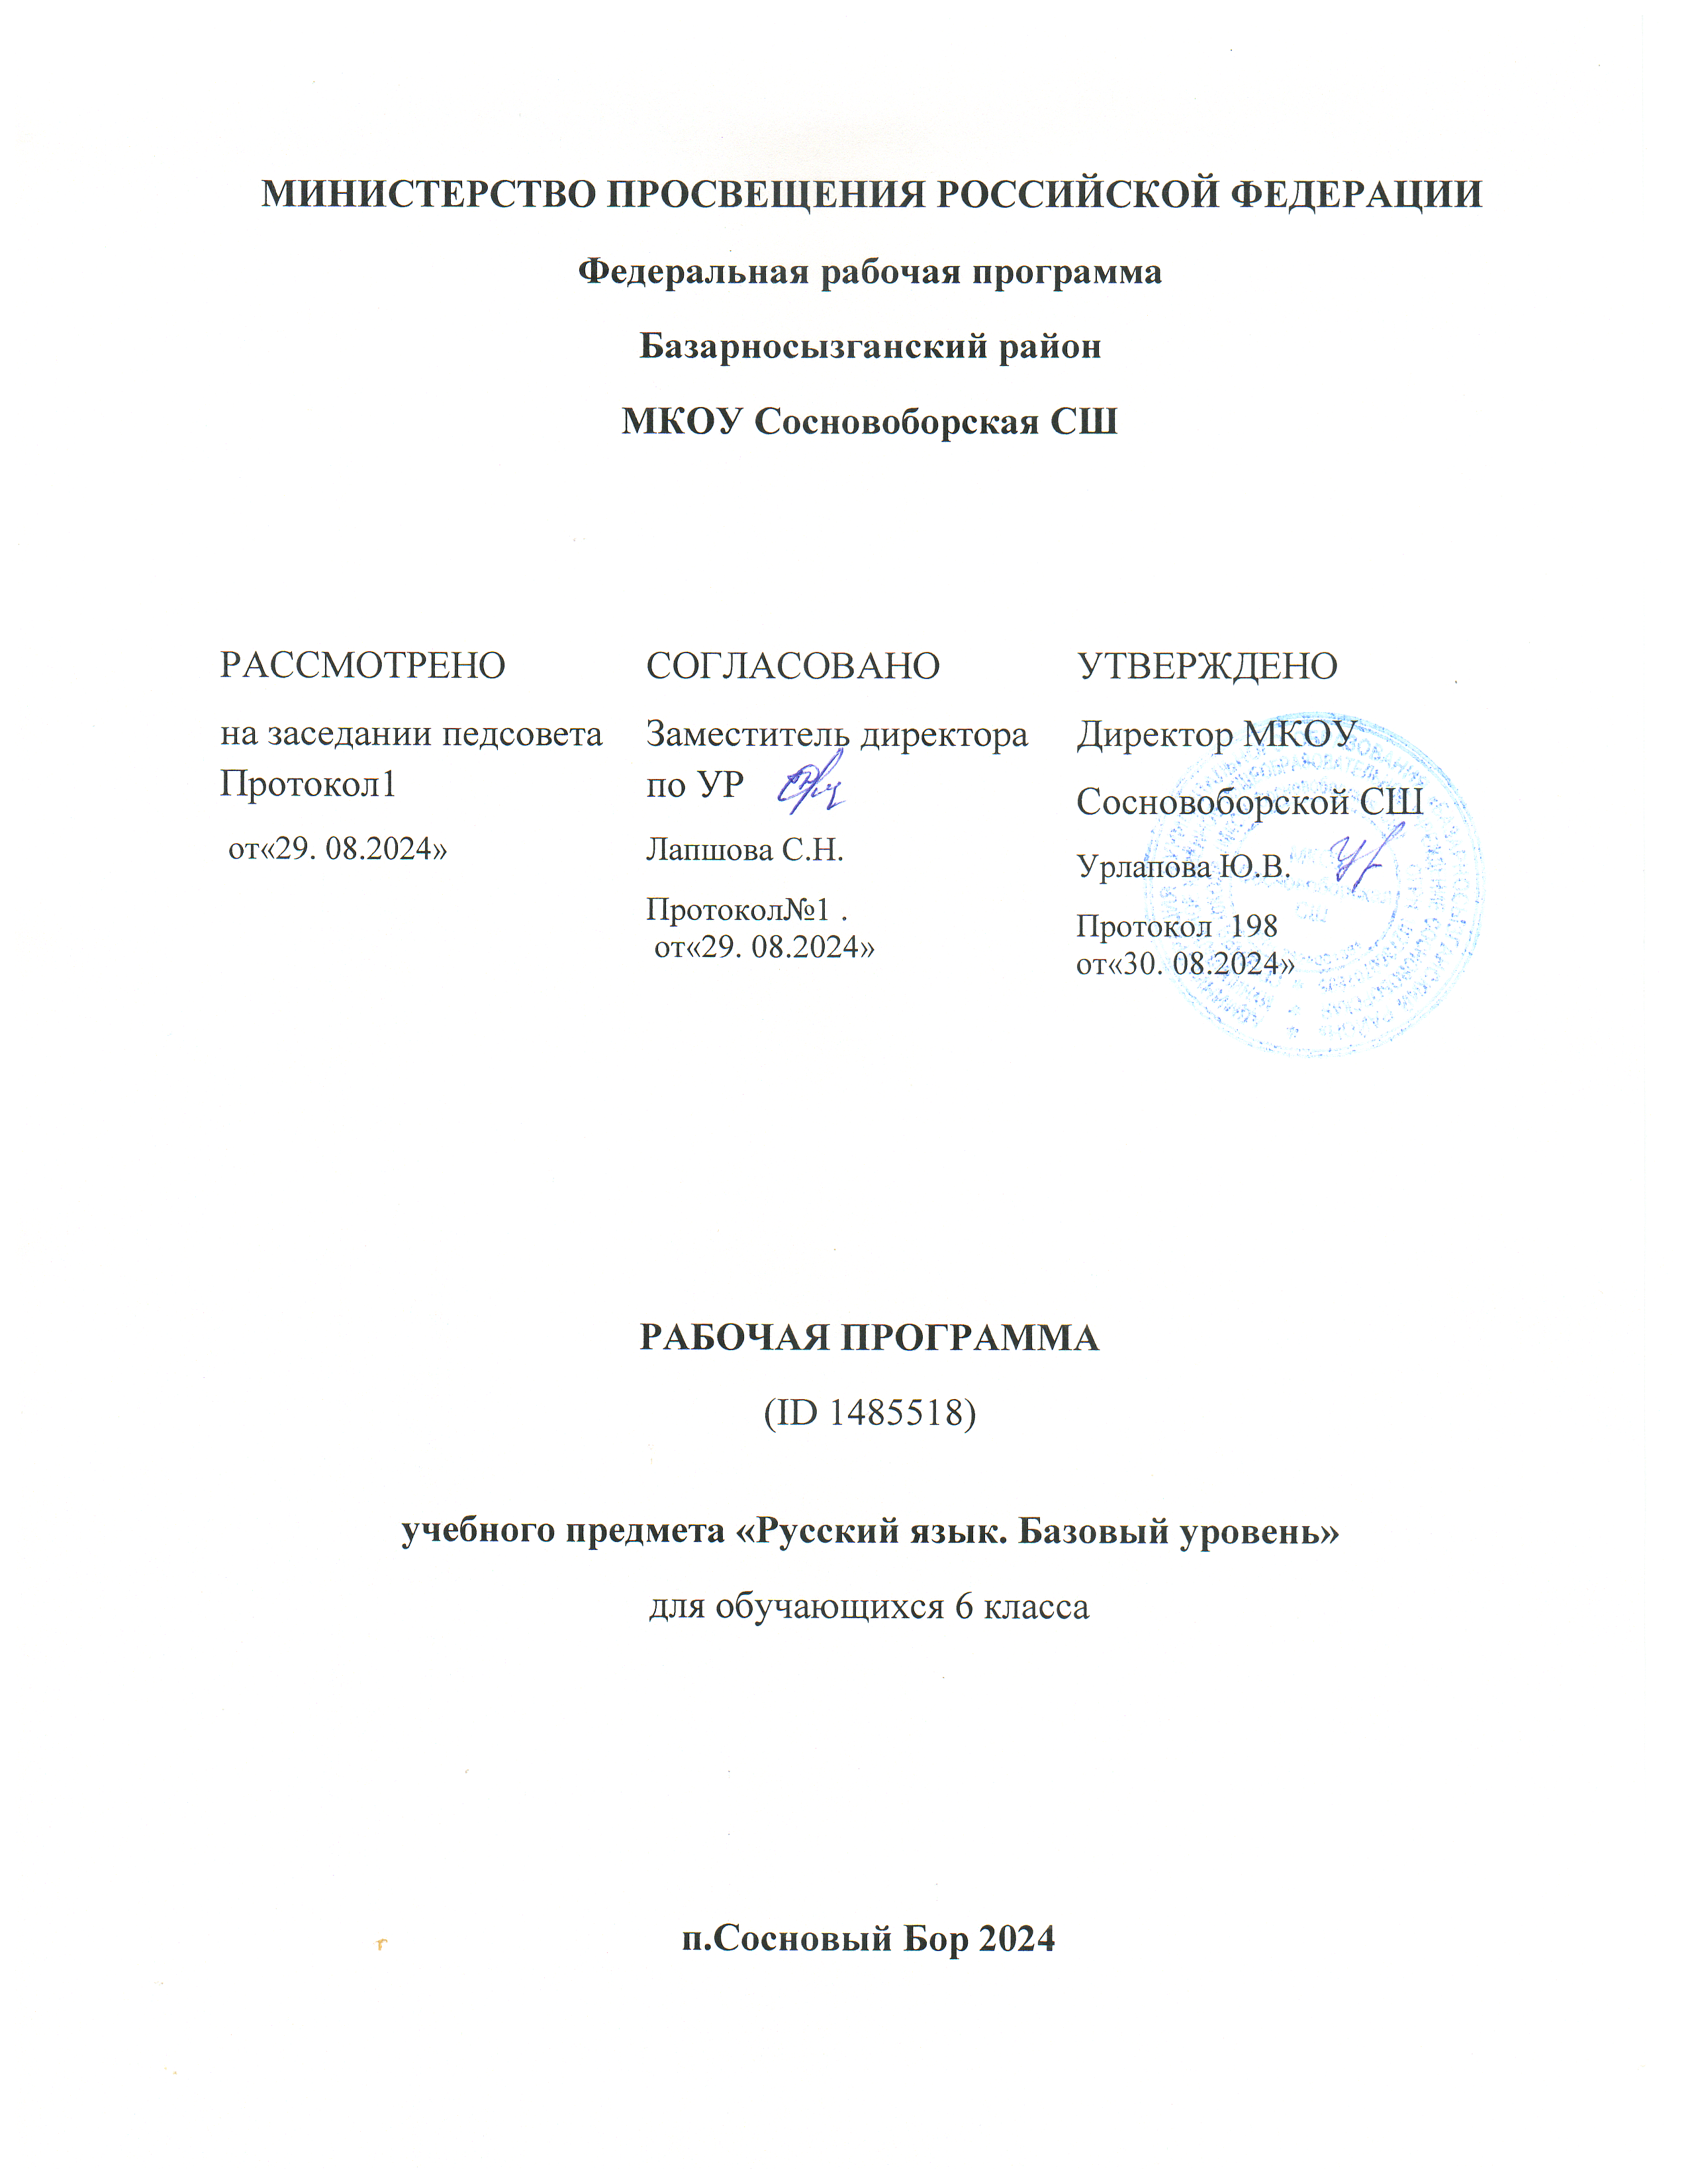 МИНИСТЕРСТВО ПРОСВЕЩЕНИЯ РОССИЙСКОЙ ФЕДЕРАЦИИ
Федеральная рабочая программа
Базарносызганский район
МКОУ Сосновоборская СШ
РАССМОТРЕНО
на заседании педсовета
Протокол1
от«29. 08.2024»
СОГЛАСОВАНО
Заместитель директора
по УР
Лапшова С.Н.
Протокол№1 .
от«29. 08.2024»
УТВЕРЖДЕНО
Директор МКОУ
Сосновоборской СШ
Урлапова Ю.В.
Протокол 198
от«30. 08.2024»
РАБОЧАЯ ПРОГРАММА
(ID 1485518)
учебного предмета «Русский язык. Базовый уровень»
для обучающихся 6 класса
п.Сосновый Бор 2024